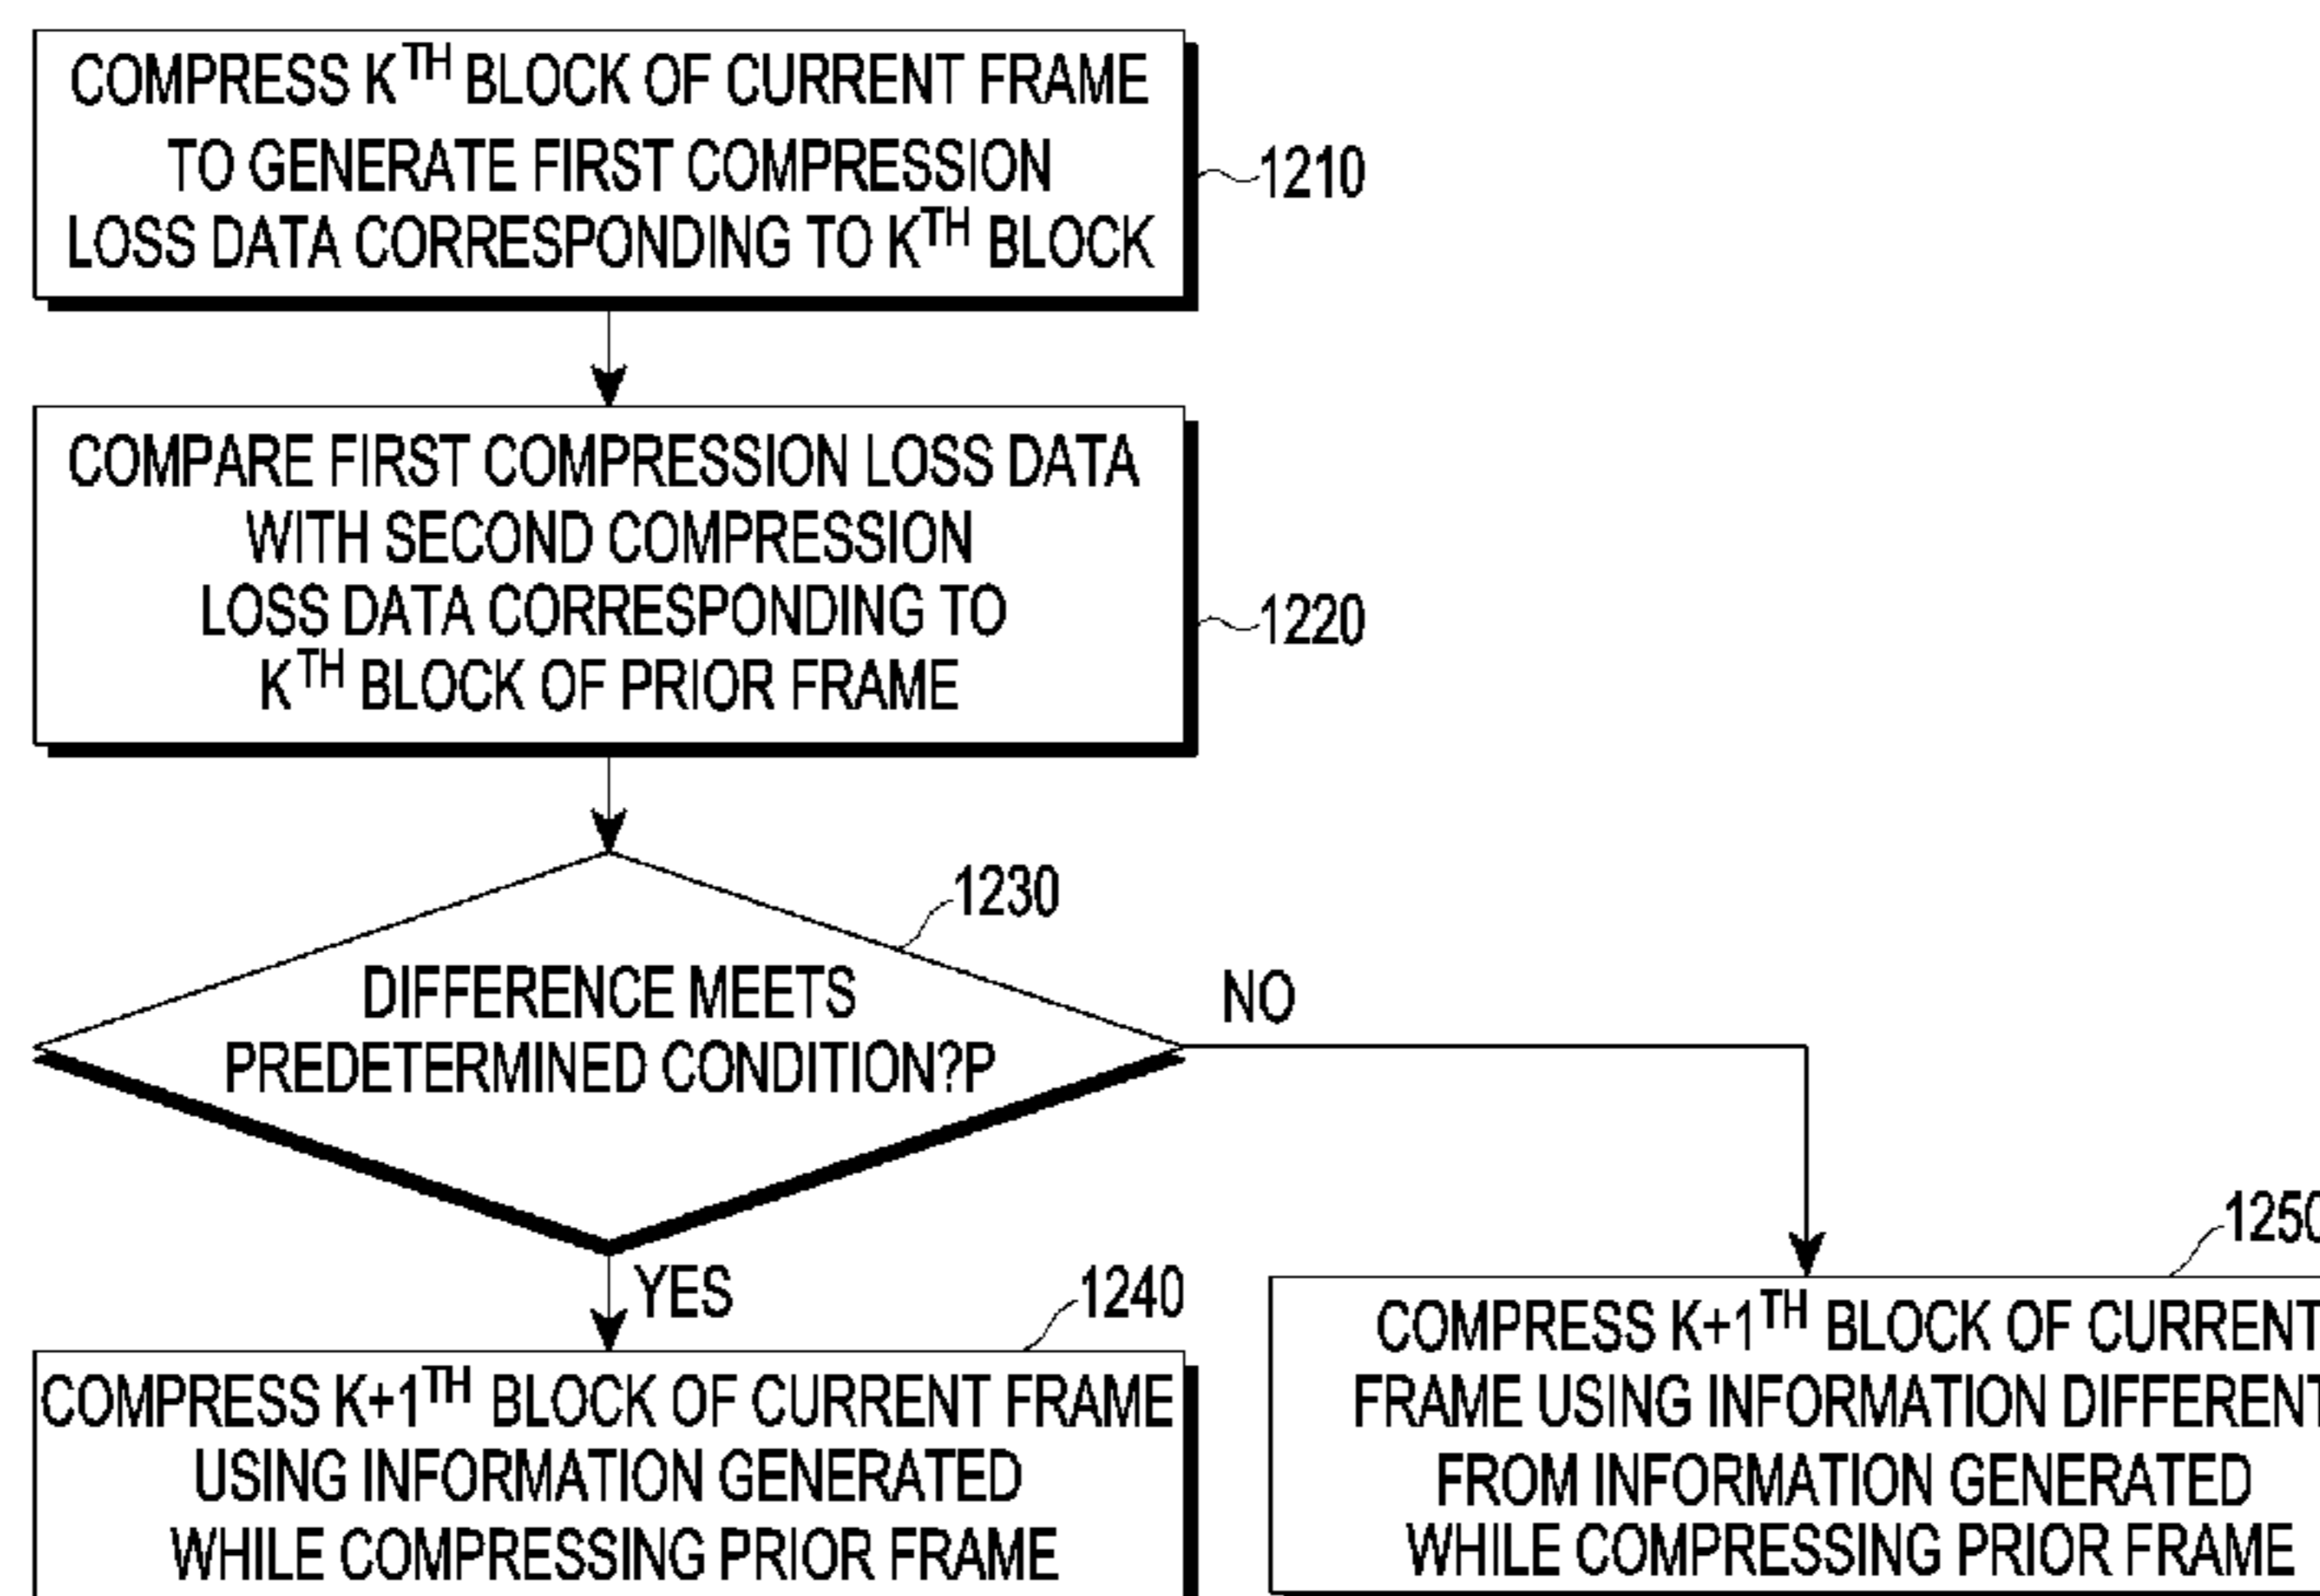 COMPRESS KTH BLOCK OF CURRENT FRAME
TO GENERATE FIRST COMPRESSION
LOSS DATA CORRESPONDING TO KTH BLOCK
1210
COMPARE FIRST COMPRESSION LOSS DATA
WITH SECOND COMPRESSION
LOSS DATA CORRESPONDING TO
KTH BLOCK OF PRIOR FRAME
1220
1230
DIFFERENCE MEETS
PREDETERMINED CONDITION?P
NO
YES
1240
COMPRESS K+1TH BLOCK OF CURRENT FRAME
USING INFORMATION GENERATED
WHILE COMPRESSING PRIOR FRAME
1250
COMPRESS K+1TH BLOCK OF CURRENT
FRAME USING INFORMATION DIFFERENT
FROM INFORMATION GENERATED
WHILE COMPRESSING PRIOR FRAME